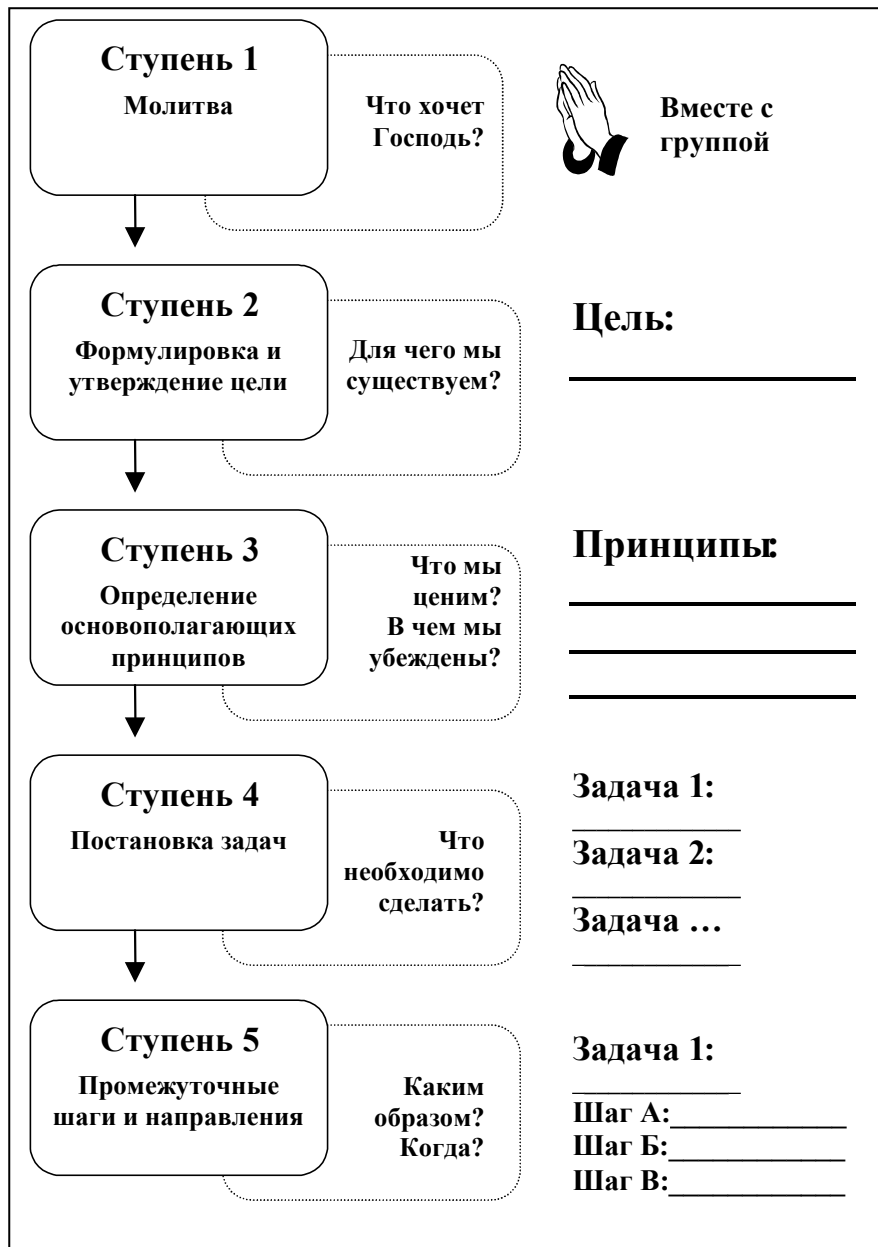 Ступень 1
Молитва
Что хочет
Господь?
Вместе с
группой
Ступень 2
Формулировка и
утверждение цели
Для чего мы
существуем?
Цель:
Ступень 3
Определение
основополагающих
принципов
Что мы
ценим?
В чем мы
убеждены?
Принципы:
Ступень 4
Постановка задач
Что
необходимо
сделать?
Задача 1:
Задача 2:
Задача ...
Ступень 5
Промежуточные
шаги и направления
Каким
образом?
Когда?
Задача 1:
Шаг А:
Шаг Б:
Шаг В: